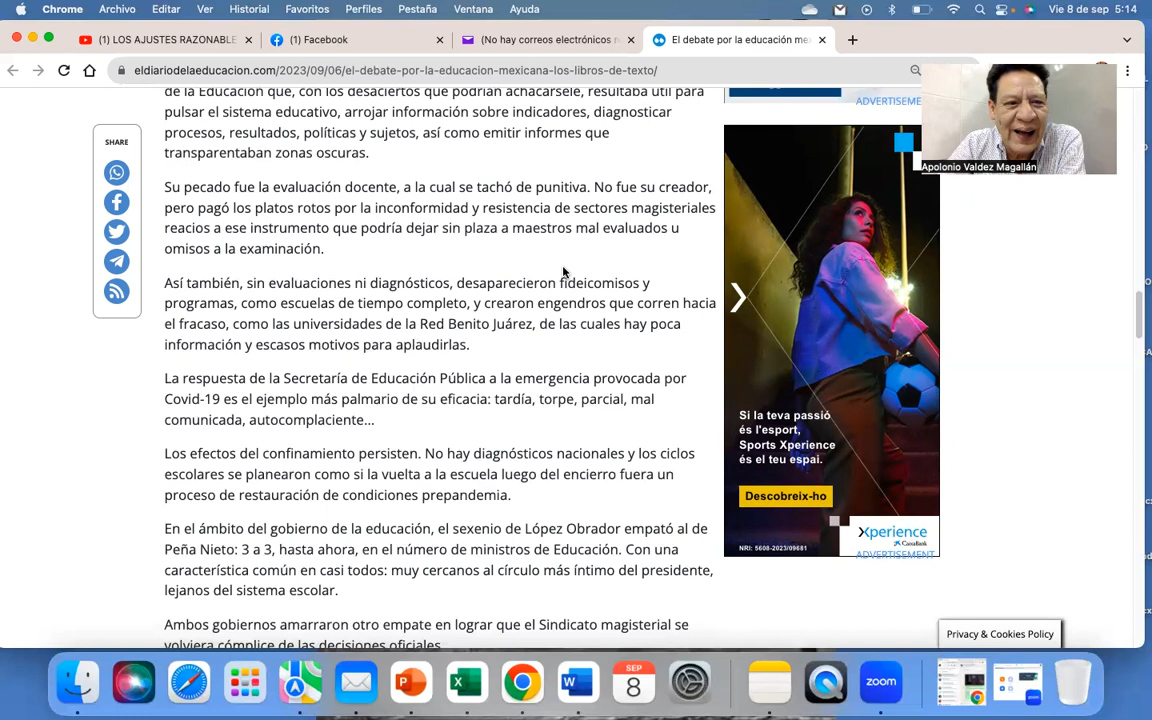 Chrome Archivo Editar Ver Historial Favoritos Perfiles Pestaña Ventana Ayuda Vie 8 de sep 5:14
(1) LOS AJUSTES RAZONABLE
(1) Facebook
(No hay correos electrónicos
El debate por la educación me
eldiariodelaeducacion.com/2023/09/06/el-debate-por-la-educacion-mexicana-los-libros-de-texto/
Apolonio Valdez Magallán
SHARE
de la Educación que, con los desaciertos que podrían achacársele, resultaba útil para
pulsar el sistema educativo, arrojar información sobre indicadores, diagnosticar
procesos, resultados, políticas y sujetos, así como emitir informes que
transparentaban zonas oscuras.
Su pecado fue la evaluación docente, a la cual se tachó de punitiva. No fue su creador,
pero pagó los platos rotos por la inconformidad y resistencia de sectores magisteriales
reacios a ese instrumento que podría dejar sin plaza a maestros mal evaluados u
omisos a la examinación.
Así también, sin evaluaciones ni diagnósticos, desaparecieron fideicomisos y
programas, como escuelas de tiempo completo, y crearon engendros que corren hacia
el fracaso, como las universidades de la Red Benito Juárez, de las cuales hay poca
información y escasos motivos para aplaudirlas.
La respuesta de la Secretaría de Educación Pública a la emergencia provocada por
Covid-19 es el ejemplo más palmario de su eficacia: tardía, torpe, parcial, mal
comunicada, autocomplaciente...
Los efectos del confinamiento persisten. No hay diagnósticos nacionales y los ciclos
escolares se planearon como si la vuelta a la escuela luego del encierro fuera un
proceso de restauración de condiciones prepandemia.
En el ámbito del gobierno de la educación, el sexenio de López Obrador empató al de
Peña Nieto: 3 a 3, hasta ahora, en el número de ministros de Educación. Con una
característica común en casi todos: muy cercanos al círculo más íntimo del presidente,
lejanos del sistema escolar.
Ambos gobiernos amarraron otro empate en lograr que el Sindicato magisterial se
volviera cómplice de las decisiones oficiales.
ADVERTISEME
Si la teva passió
és l'esport,
Sports Xperience
és el teu espai.
Descobreix-ho
Xperience
CaixaBank
NRI: 5608-2023/09681
ADVERTISEMENT
Privacy & Cookies Policy
SEP
8
zoom